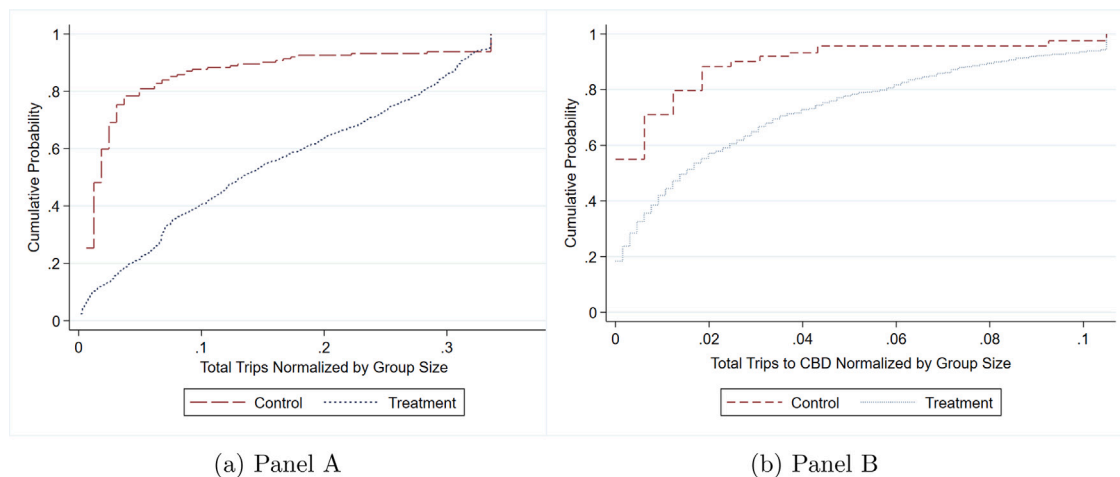 1
.8
.6
.4
.2
0
Cumulative Probability
0 .1 .2 .3
Total Trips Normalized by Group Size
Control Treatment
(a) Panel A
1
.8
.6
.4
.2
0
Cumulative Probability
0 .02 .04 .06 .08 .1
Total Trips to CBD Normalized by Group Size
Control Treatment
(b) Panel B